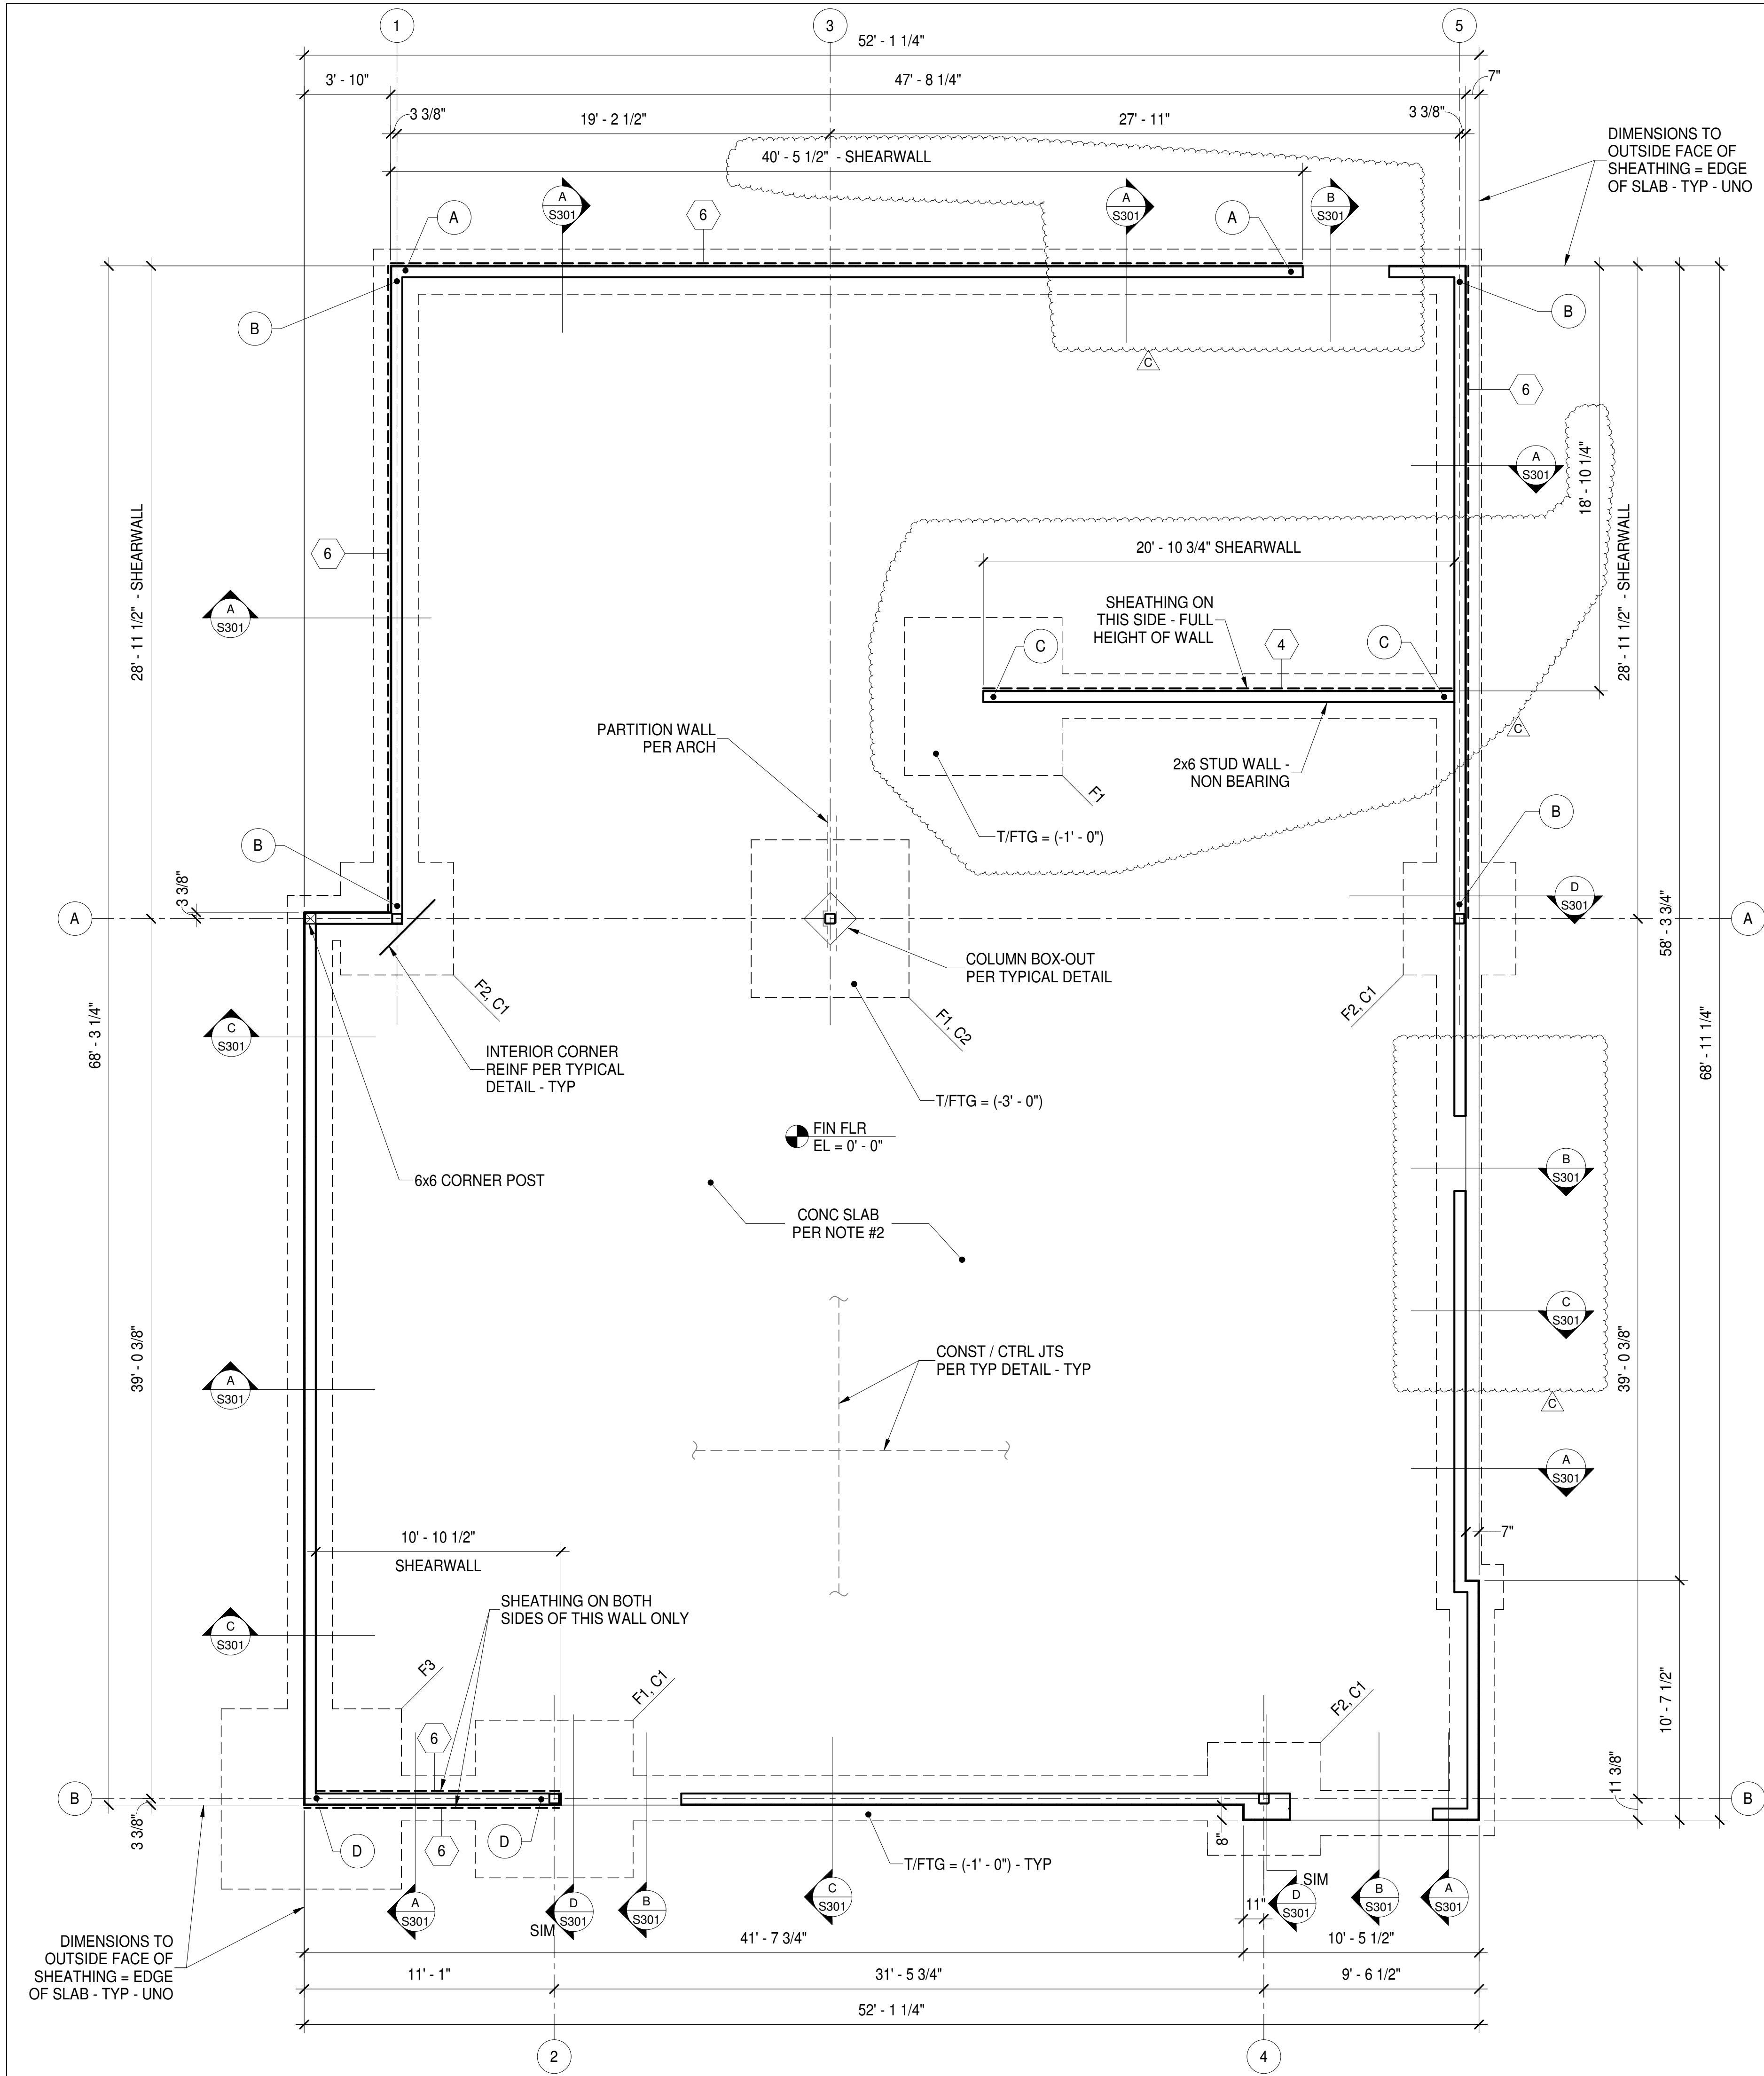 1
3
5
52' - 1 1/4"
3' - 10"
47' - 8 1/4"
7"
3 3/8"
19' - 2 1/2"
27' - 11"
3 3/8"
40' - 5 1/2" - SHEARWALL
DIMENSIONS TO
OUTSIDE FACE OF
SHEATHING = EDGE
OF SLAB - TYP - UNO
A
S301
A
S301
B
S301
A
6
A
B
B
C
6
A
S301
18' - 10 1/4"
28' - 11 1/2" - SHEARWALL
28' - 11 1/2" - SHEARWALL
6
20' - 10 3/4" SHEARWALL
A
S301
SHEATHING ON
THIS SIDE - FULL
HEIGHT OF WALL
4
C
C
PARTITION WALL
PER ARCH
2x6 STUD WALL -
NON BEARING
C
F1
T/FTG = (-1' - 0")
B
B
3 3/8"
D
S301
A
A
58' - 3 3/4"
COLUMN BOX-OUT
PER TYPICAL DETAIL
F2, C1
F1, C2
F2, C1
68' - 3 1/4"
68' - 11 1/4"
C
S301
INTERIOR CORNER
REINF PER TYPICAL
DETAIL - TYP
T/FTG = (-3' - 0")
FIN FLR
EL = 0' - 0"
6x6 CORNER POST
B
S301
CONC SLAB
PER NOTE #2
C
S301
39' - 0 3/8"
39' - 0 3/8"
CONST / CTRL JTS
PER TYP DETAIL - TYP
A
S301
C
A
S301
10' - 10 1/2"
SHEARWALL
7"
SHEATHING ON BOTH
SIDES OF THIS WALL ONLY
C
S301
F3
F1, C1
F2, C1
10' - 7 1/2"
6
11 3/8"
B
B
3 3/8"
D
6
D
8"
T/FTG = (-1' - 0") - TYP
A
S301
SIM
D
S301
B
S301
C
S301
11"
SIM
D
S301
B
S301
A
S301
DIMENSIONS TO
OUTSIDE FACE OF
SHEATHING = EDGE
OF SLAB - TYP - UNO
41' - 7 3/4"
10' - 5 1/2"
11' - 1"
31' - 5 3/4"
9' - 6 1/2"
52' - 1 1/4"
2
4